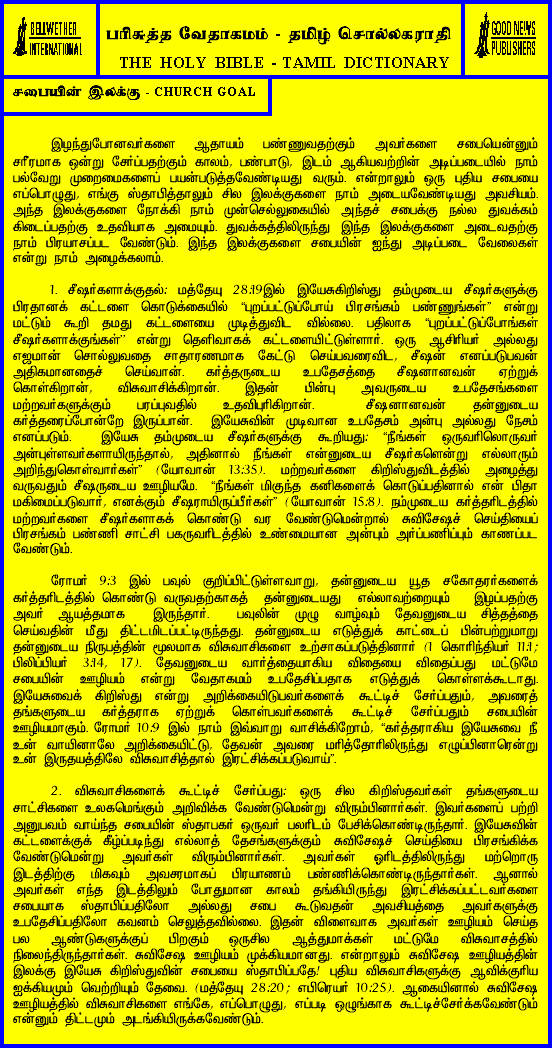 BELLWETHER
INTERNATIONAL
பரிசுத்த வேதாகமம் - தமிழ் சொல்லகராதி
THE HOLY BIBLE - TAMIL DICTIONARY
GOOD NEWS
PUBLISHERS
சபையின் இலக்கு - CHURCH GOAL
இழந்துபோனவர்களை ஆதாயம் பண்ணுவதற்கும் அவர்களை சபையென்னும்
சரீரமாக ஒன்று சேர்ப்பதற்கும் காலம், பண்பாடு, இடம் ஆகியவற்றின் அடிப்படையில் நாம்
பல்வேறு முறைமைகளைப் பயன்படுத்தவேண்டியது வரும். என்றாலும் ஒரு புதிய சபையை
எப்பொழுது, எங்கு ஸ்தாபித்தாலும் சில இலக்குகளை நாம் அடையவேண்டியது அவசியம்.
அந்த இலக்குகளை நோக்கி நாம் முன்செல்லுகையில் அந்தச் சபைக்கு நல்ல துவக்கம்
கிடைப்பதற்கு உதவியாக அமையும். துவக்கத்திலிருந்து இந்த இலக்குகளை அடைவதற்கு
நாம் பிரயாசப்பட வேண்டும். இந்த இலக்குகளை சபையின் ஐந்து அடிப்படை வேலைகள்
என்று நாம் அழைக்கலாம்.
1. சீஷர்களாக்குதல்: மத்தேயு 28:19இல் இயேசுகிறிஸ்து தம்முடைய சீஷர்களுக்கு
பிரதானக் கட்டளை கொடுக்கையில் “புறப்பட்டுப்போய் பிரசங்கம் பண்ணுங்கள்” என்று
மட்டும் கூறி தமது கட்டளையை முடித்துவிட வில்லை. பதிலாக “புறப்பட்டுப்போங்கள்
சீஷர்களாக்குங்கள்” என்று தெளிவாகக் கட்டளையிட்டுள்ளார். ஒரு ஆசிரியர் அல்லது
எஜமான் சொல்லுவதை சாதாரணமாக கேட்டு செய்பவரைவிட, சீஷன் எனப்படுபவன்
அதிகமானதைச் செய்வான். கர்த்தருடைய உபதேசத்தை சீஷனானவன் ஏற்றுக்
கொள்கிறான், விசுவாசிக்கிறான். இதன் பின்பு அவருடைய உபதேசங்களை
மற்றவர்களுக்கும் பரப்புவதில் உதவிபுரிகிறான். சீஷனானவன் தன்னுடைய
கர்த்தரைப்போன்றே இருப்பான். இயேசுவின் முடிவான உபதேசம் அன்பு அல்லது நேசம்
எனப்படும். இயேசு தம்முடைய சீஷர்களுக்கு கூறியது: “நீங்கள் ஒருவரிலொருவர்
அன்புள்ளவர்களாயிருந்தால், அதினால் நீங்கள் என்னுடைய சீஷர்களென்று எல்லாரும்
அறிந்துகொள்வார்கள்” (யோவான் 13:35). மற்றவர்களை கிறிஸ்துவிடத்தில் அழைத்து
வருவதும் சீஷருடைய ஊழியமே. “நீங்கள் மிகுந்த கனிகளைக் கொடுப்பதினால் என் பிதா
மகிமைப்படுவார், எனக்கும் சீஷராயிருப்பீர்கள்” (யோவான் 15:8). நம்முடைய கர்த்தரிடத்தில்
மற்றவர்களை சீஷர்களாகக் கொண்டு வர வேண்டுமென்றால் சுவிசேஷச் செய்தியைப்
பிரசங்கம் பண்ணி சாட்சி பகருவரிடத்தில் உண்மையான அன்பும் அர்ப்பணிப்பும் காணப்பட
வேண்டும்.
ரோமர் 9:3 இல் பவுல் குறிப்பிட்டுள்ளவாறு, தன்னுடைய யூத சகோதரர்களைக்
கர்த்தரிடத்தில் கொண்டு வருவதற்காகத் தன்னுடையது எல்லாவற்றையும் இழப்பதற்கு
அவர் ஆயத்தமாக இருந்தார். பவுலின் முழு வாழ்வும் தேவனுடைய சித்தத்தை
செய்வதின் மீது திட்டமிடப்பட்டிருந்தது. தன்னுடைய எடுத்துக் காட்டைப் பின்பற்றுமாறு
தன்னுடைய நிருபத்தின் மூலமாக விசுவாசிகளை உற்சாகப்படுத்தினார் (1 கொரிந்தியர் 11:1;
பிலிப்பியர் 3:14, 17). தேவனுடைய வார்த்தையாகிய விதையை விதைப்பது மட்டுமே
சபையின் ஊழியம் என்று வேதாகமம் உபதேசிப்பதாக எடுத்துக் கொள்ளக்கூடாது.
இயேசுவைக் கிறிஸ்து என்று அறிக்கையிடுபவர்களைக் கூட்டிச் சேர்ப்பதும், அவரைத்
தங்களுடைய கர்த்தராக ஏற்றுக் கொள்பவர்களைக் கூட்டிச் சேர்ப்பதும் சபையின்
ஊழியமாகும். ரோமர் 10:9 இல் நாம் இவ்வாறு வாசிக்கிறோம், “கர்த்தராகிய இயேசுவை நீ
உன் வாயினாலே அறிக்கையிட்டு, தேவன் அவரை மரித்தோரிலிருந்து எழுப்பினாரென்று
உன் இருதயத்திலே விசுவாசித்தால் இரட்சிக்கப்படுவாய்”.
2. விசுவாசிகளைக் கூட்டிச் சேர்ப்பது: ஒரு சில கிறிஸ்தவர்கள் தங்களுடைய
சாட்சிகளை உலகமெங்கும் அறிவிக்க வேண்டுமென்று விரும்பினார்கள். இவர்களைப் பற்றி
அனுபவம் வாய்ந்த சபையின் ஸ்தாபகர் ஒருவர் பலரிடம் பேசிக்கொண்டிருந்தார். இயேசுவின்
கட்டளைக்குக் கீழ்ப்படிந்து எல்லாத் தேசங்களுக்கும் சுவிசேஷச் செய்தியை பிரசங்கிக்க
வேண்டுமென்று அவர்கள் விரும்பினார்கள். அவர்கள் ஓரிடத்திலிருந்து மற்றொரு
இடத்திற்கு மிகவும் அவசரமாகப் பிரயாணம் பண்ணிக்கொண்டிருந்தார்கள். ஆனால்
அவர்கள் எந்த இடத்திலும் போதுமான காலம் தங்கியிருந்து இரட்சிக்கப்பட்டவர்களை
சபையாக ஸ்தாபிப்பதிலோ அல்லது சபை கூடுவதன் அவசியத்தை அவர்களுக்கு
உபதேசிப்பதிலோ கவனம் செலுத்தவில்லை. இதன் விளைவாக அவர்கள் ஊழியம் செய்த
பல ஆண்டுகளுக்குப் பிறகும் ஒருசில ஆத்துமாக்கள் மட்டுமே விசுவாசத்தில்
நிலைந்திருந்தார்கள். சுவிசேஷ ஊழியம் முக்கியமானது. என்றாலும் சுவிசேஷ ஊழியத்தின்
இலக்கு இயேசு கிறிஸ்துவின் சபையை ஸ்தாபிப்பதே! புதிய விசுவாசிகளுக்கு ஆவிக்குரிய
ஐக்கியமும் வெற்றியும் தேவை. (மத்தேயு 28:20; எபிரெயர் 10:25). ஆகையினால் சுவிசேஷ
ஊழியத்தில் விசுவாசிகளை எங்கே, எப்பொழுது, எப்படி ஒழுங்காக கூட்டிச்சேர்க்கவேண்டும்
என்னும் திட்டமும் அடங்கியிருக்கவேண்டும்.